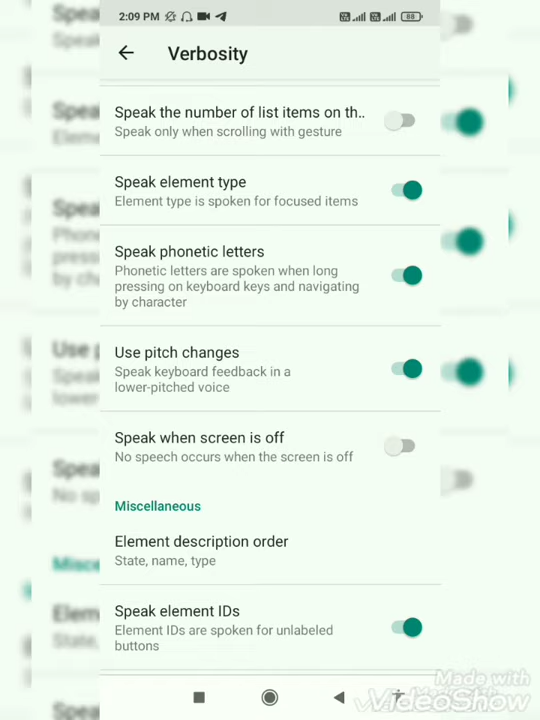 2:09 PM
88
Verbosity
Speak the number of list items on th..
Speak only when scrolling with gesture
Speak element type
Element type is spoken for focused items
Speak phonetic letters
Phonetic letters are spoken when long
pressing on keyboard keys and navigating
by character
Use pitch changes
Speak keyboard feedback in a
lower-pitched voice
Speak when screen is off
No speech occurs when the screen is off
Miscellaneous
Element description order
State, name, type
Speak element IDs
Element IDs are spoken for unlabeled
buttons
Made with
VideoShow